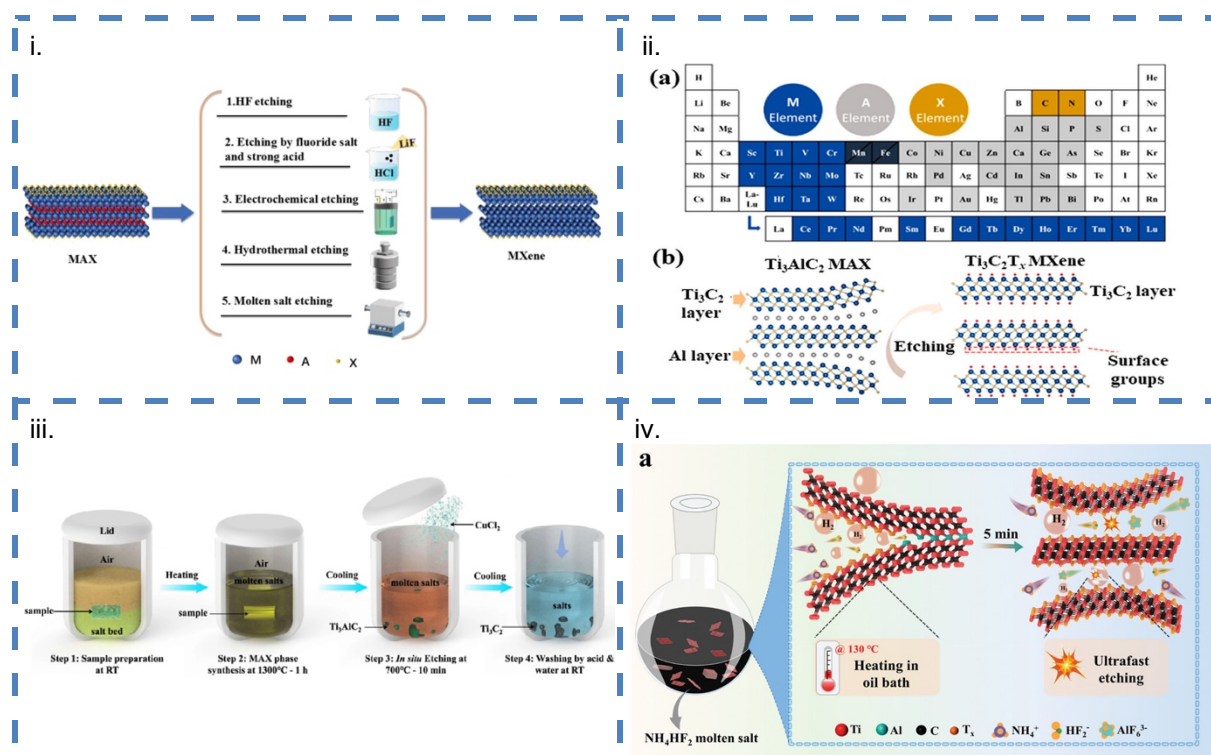 i.
1.HF etching
HF
2. Etching by fluoride salt
and strong acid
LiF
HCl
3. Electrochemical etching
4. Hydrothermal etching
5. Molten salt etching
MAX
MXene
M A X
ii.
(a)
H He
Li Be B C N O F Ne
Na Mg Al Si P S Cl Ar
M
Element
A
Element
X
Element
K Ca Sc Ti V Cr Mn Fe Co Ni Cu Zn Ga Ge As Se Br Kr
Rb Sr Y Zr Nb Mo Tc Ru Rh Pd Ag Cd In Sn Sb Te I Xe
Cs Ba La-Lu Hf Ta W Re Os Ir Pt Au Hg Tl Pb Bi Po At Rn
La Ce Pr Nd Pm Sm Eu Gd Tb Dy Ho Er Tm Yb Lu
(b)
Ti₃AlC₂ MAX
Ti₃C₂Tₓ MXene
Ti₃C₂
layer
Al layer
Etching
Ti₃C₂ layer
Surface
groups
iii.
Lid
Air
sample
salt bed
Heating
Air
molten salts
sample
Cooling
CuCl₂
molten salts
Ti₃AlC₂
Cooling
salts
Ti₃C₂
Step 1: Sample preparation
at RT
Step 2: MAX phase
synthesis at 1300°C - 1 h
Step 3: In situ Etching at
700°C - 10 min
Step 4: Washing by acid &
water at RT
iv.
a
H₂
H₂
H₂
5 min
H₂
H₂
H₂
@ 130 °C
Heating in
oil bath
Ultrafast
etching
NH₄HF₂ molten salt
Ti Al C Tₓ NH₄⁺ HF₂⁻ AlF₆³⁻